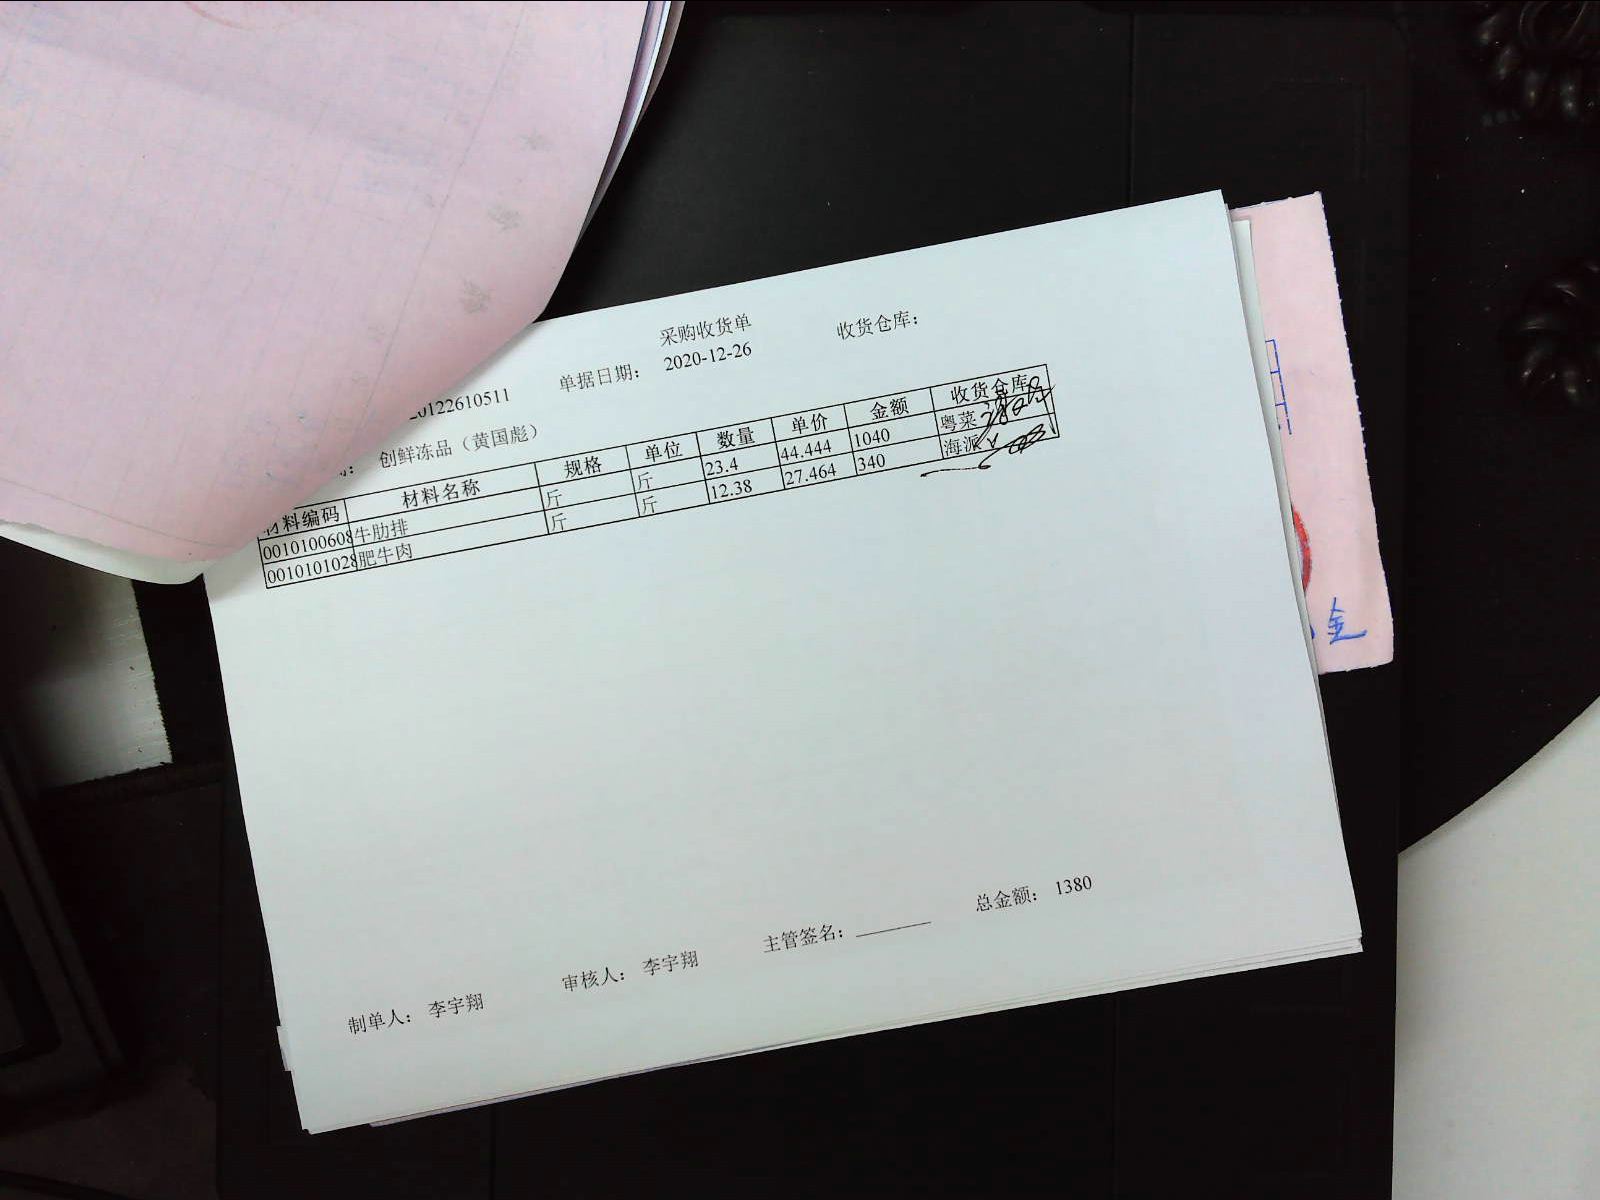 采购收货单
20122610511 单据日期: 2020-12-26 收货仓库:
创鲜冻品（黄国彪）
材料编码 材料名称 规格 单位 数量 单价 金额 收货仓库
0010100608 牛肋排 斤 斤 23.4 44.444 1040 粤菜
0010101028 肥牛肉 斤 斤 12.38 27.464 340 海派
总金额: 1380
制单人: 李宇翔 审核人: 李宇翔 主管签名:
金